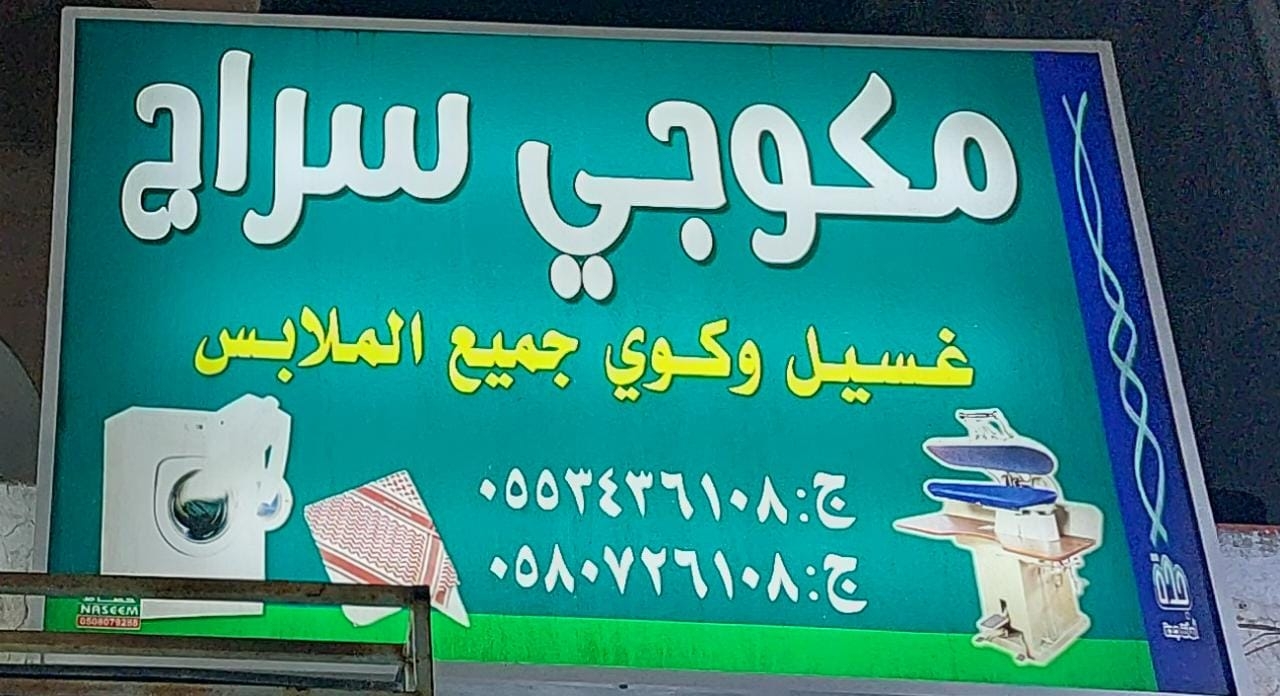 مكوجي سراج
غسيل وكوي جميع الملابس
ج: ٠٥٥٣٤٣٦١٠٨
ج: ٠٥٨٠٧٢٦١٠٨
NASEEM